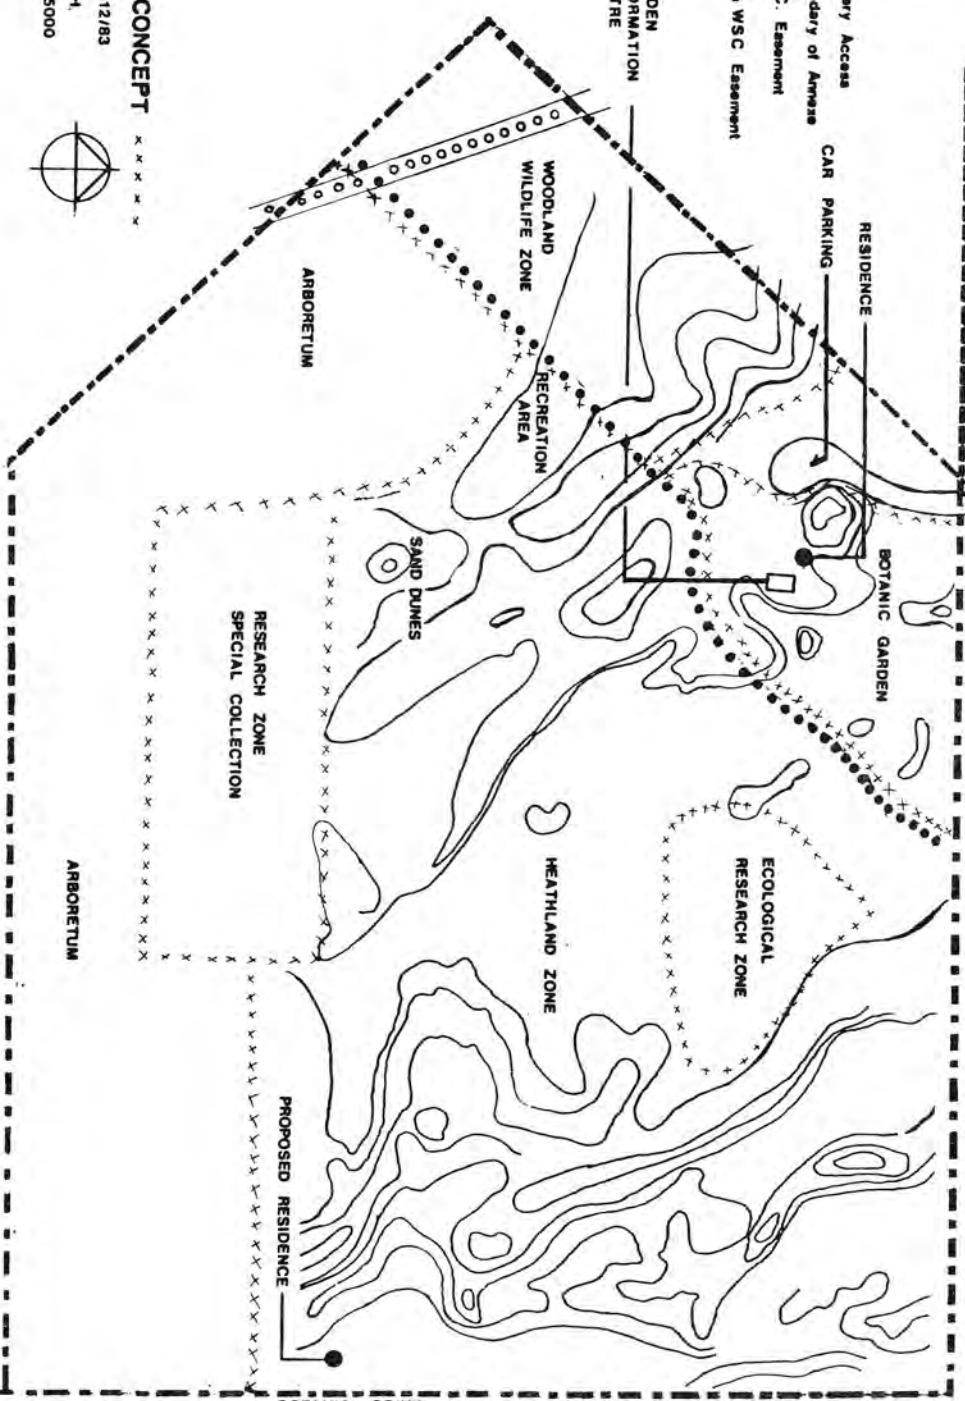 ery Access
dary of Annexe
C. Easement
WSC Easement
RESIDENCE
CAR PARKING
BOTANIC GARDEN
DEN
ORMATION
TRE
ECOLOGICAL
RESEARCH ZONE
WOODLAND
WILDLIFE ZONE
RECREATION
AREA
HEATHLAND ZONE
SAND DUNES
ARBORETUM
RESEARCH ZONE
SPECIAL COLLECTION
PROPOSED RESIDENCE
CONCEPT
12/83
H.
5000
ARBORETUM